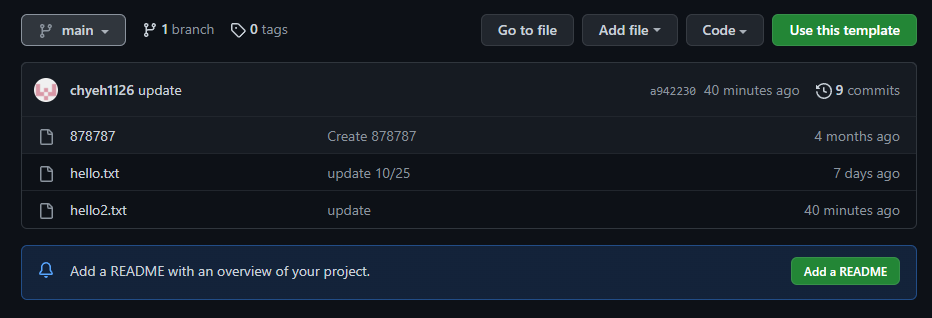 main 1 branch 0 tags Go to file Add file Code Use this template
chyeh1126 update a942230 40 minutes ago 9 commits
878787 Create 878787 4 months ago
hello.txt update 10/25 7 days ago
hello2.txt update 40 minutes ago
Add a README with an overview of your project. Add a README